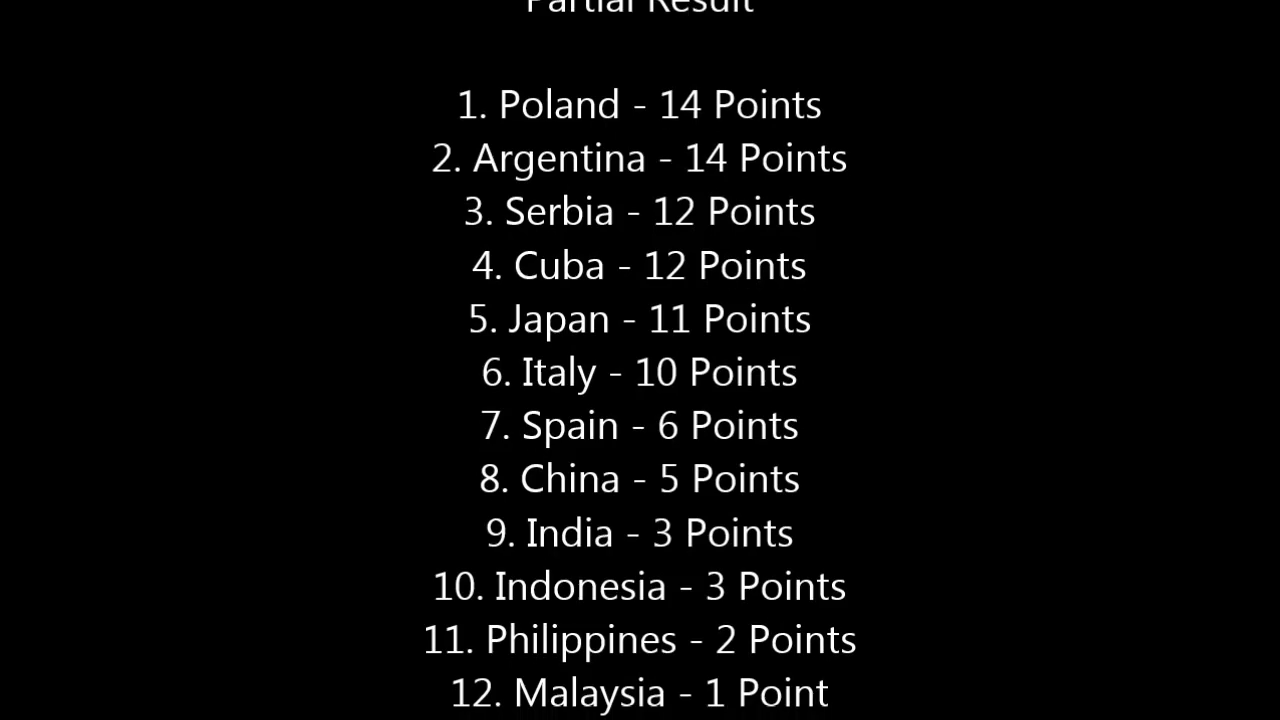 Partial Result
1. Poland - 14 Points
2. Argentina - 14 Points
3. Serbia - 12 Points
4. Cuba - 12 Points
5. Japan - 11 Points
6. Italy - 10 Points
7. Spain - 6 Points
8. China - 5 Points
9. India - 3 Points
10. Indonesia - 3 Points
11. Philippines - 2 Points
12. Malaysia - 1 Point